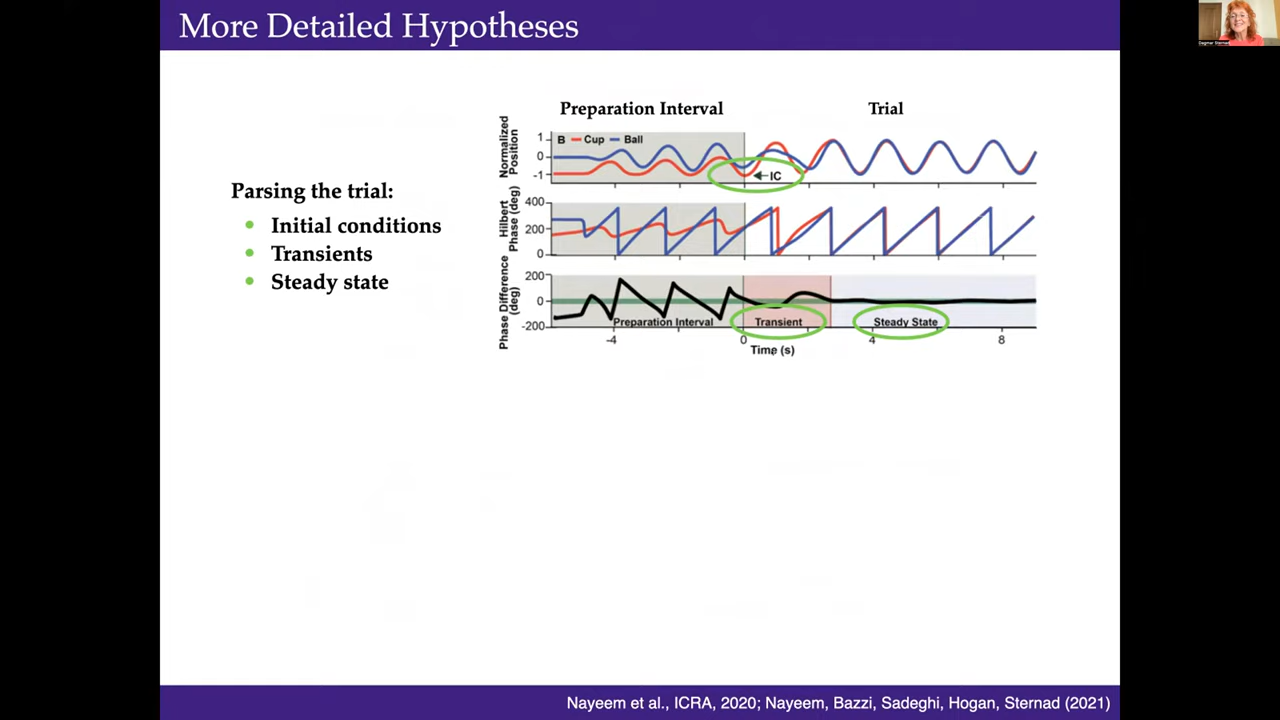 More Detailed Hypotheses
Dagmar Sternad
Preparation Interval
Trial
Normalized
Position
1
0
-1
B
Cup
Ball
IC
Parsing the trial:
Initial conditions
Transients
Steady state
Hilbert
Phase (deg)
400
200
0
Phase Difference
(deg)
200
0
-200
Preparation Interval
Transient
Steady State
-4
0
4
8
Time (s)
Nayeem et al., ICRA, 2020; Nayeem, Bazzi, Sadeghi, Hogan, Sternad (2021)